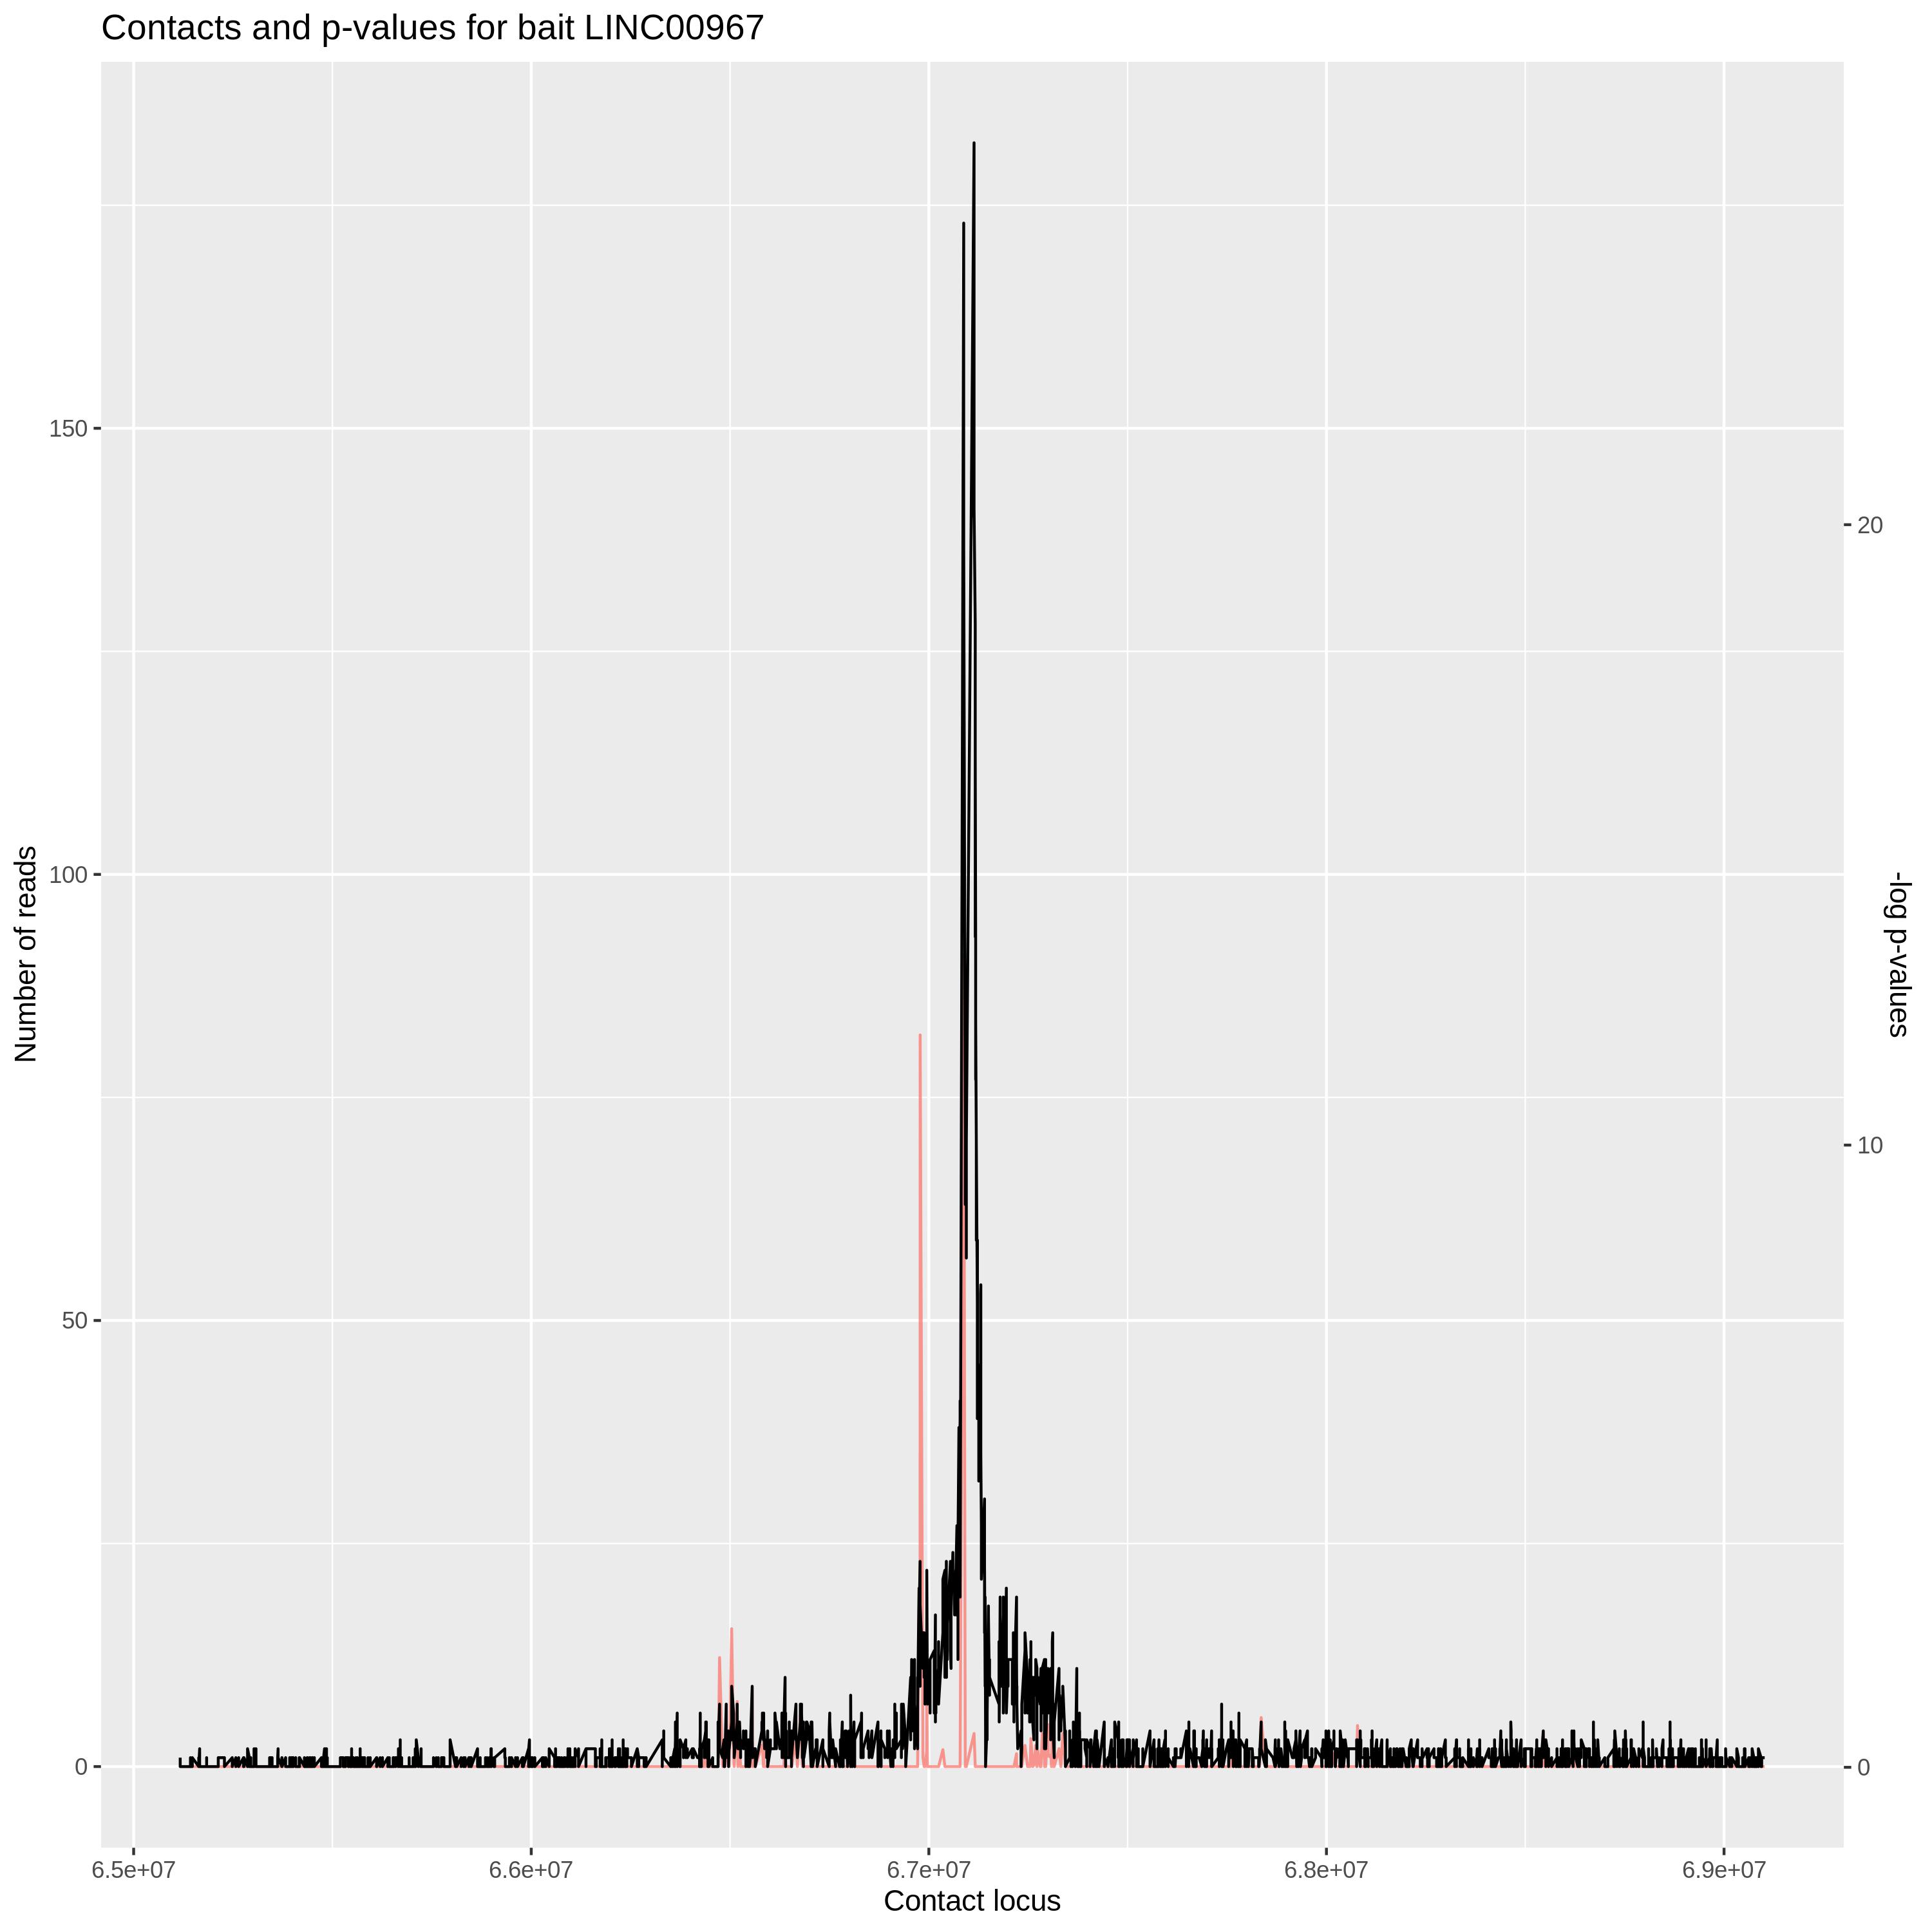 Contacts and p-values for bait LINC00967
Number of reads
150
100
50
0
20
10
0
-log p-values
6.5e+07
6.6e+07
6.7e+07
6.8e+07
6.9e+07
Contact locus